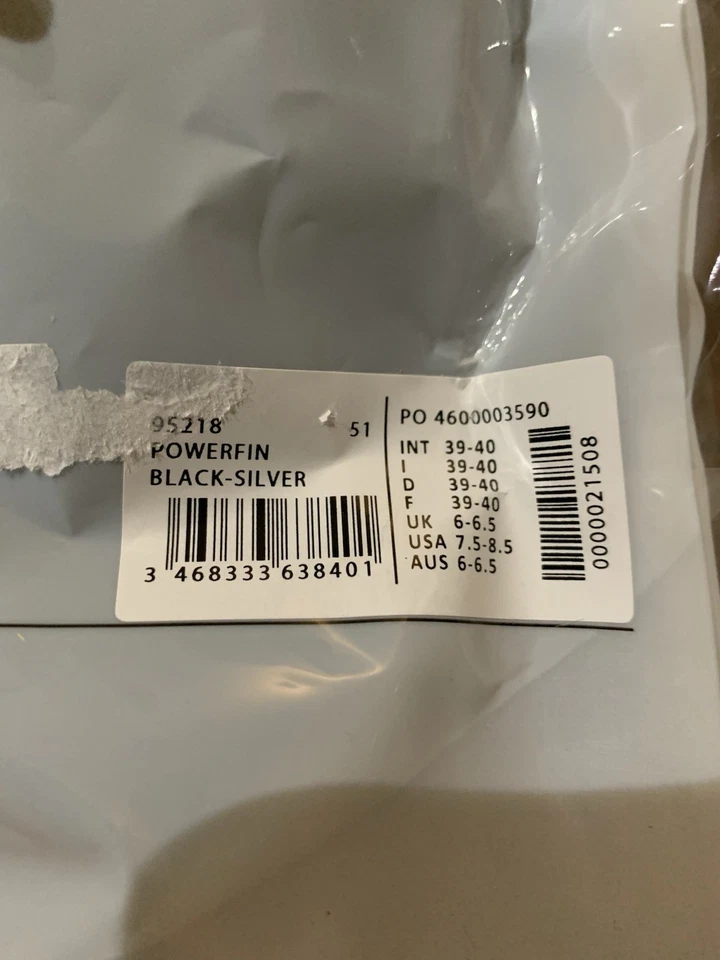 95218 51
POWERFIN
BLACK-SILVER
3 468333 638401
PO 4600003590
INT 39-40
I 39-40
D 39-40
F 39-40
UK 6-6.5
USA 7.5-8.5
AUS 6-6.5
0000021508